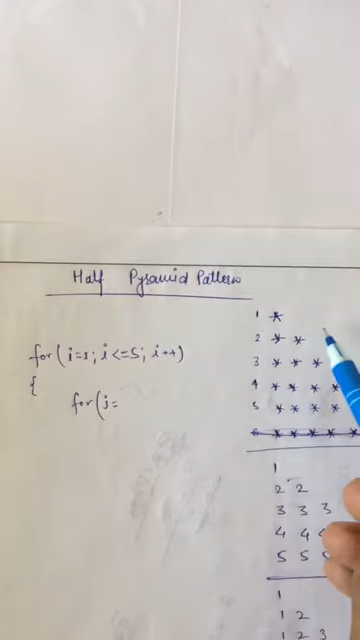 Half Pyramid Pattern
for(i=1; i<=5; i++)
{
for(j=
1 *
2 * *
3 * * *
4 * * * *
5 * * * *
6 * * * * *
1
2 2
3 3 3
4 4
5 5
1
1 2
1 2 3